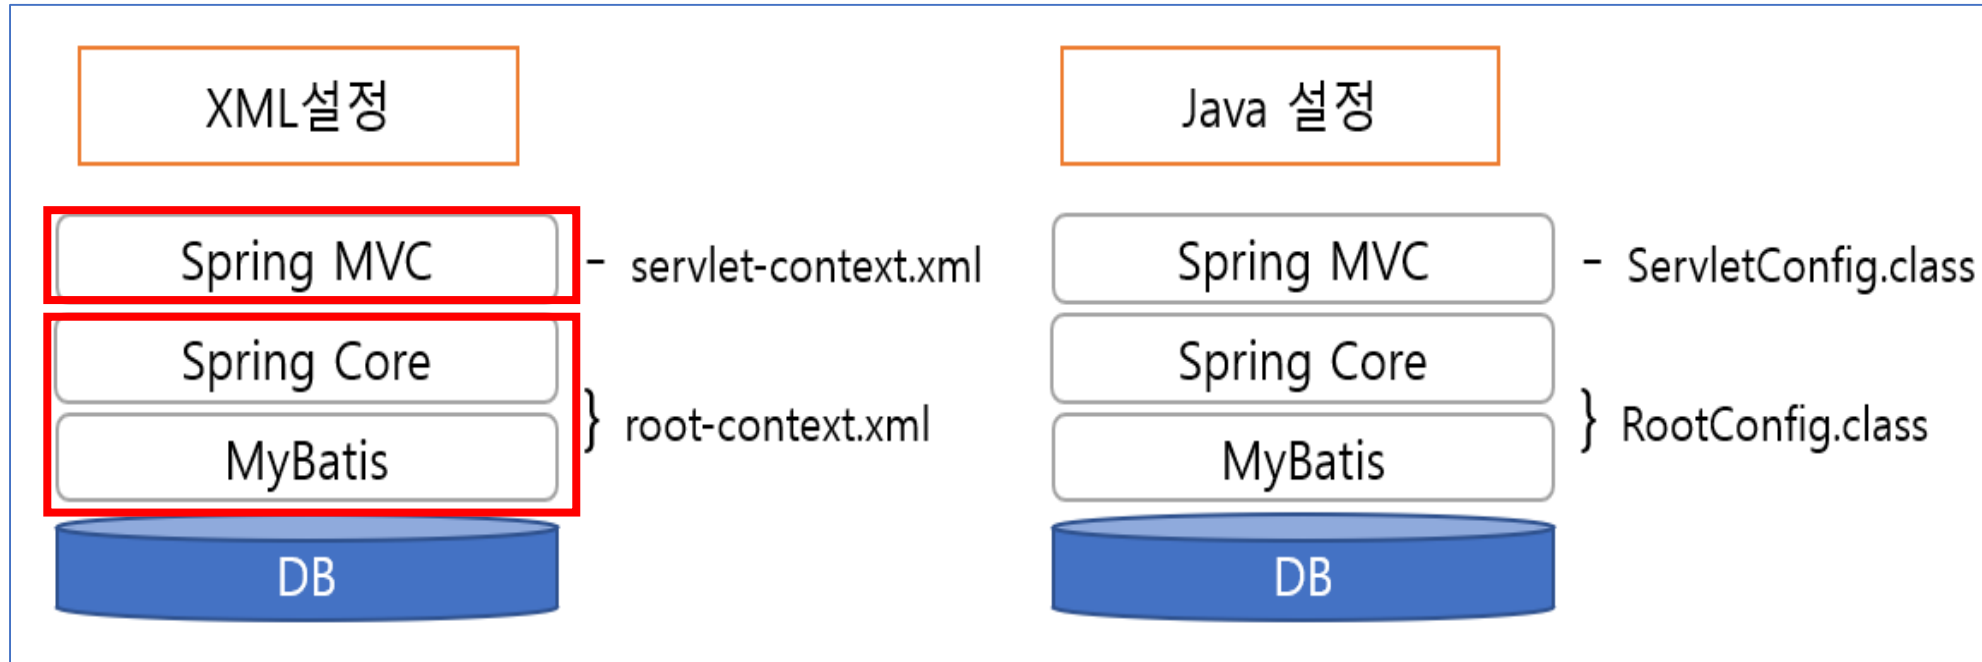 XML설정
Spring MVC
- servlet-context.xml
Spring Core
MyBatis
} root-context.xml
DB
Java 설정
Spring MVC
- ServletConfig.class
Spring Core
MyBatis
} RootConfig.class
DB